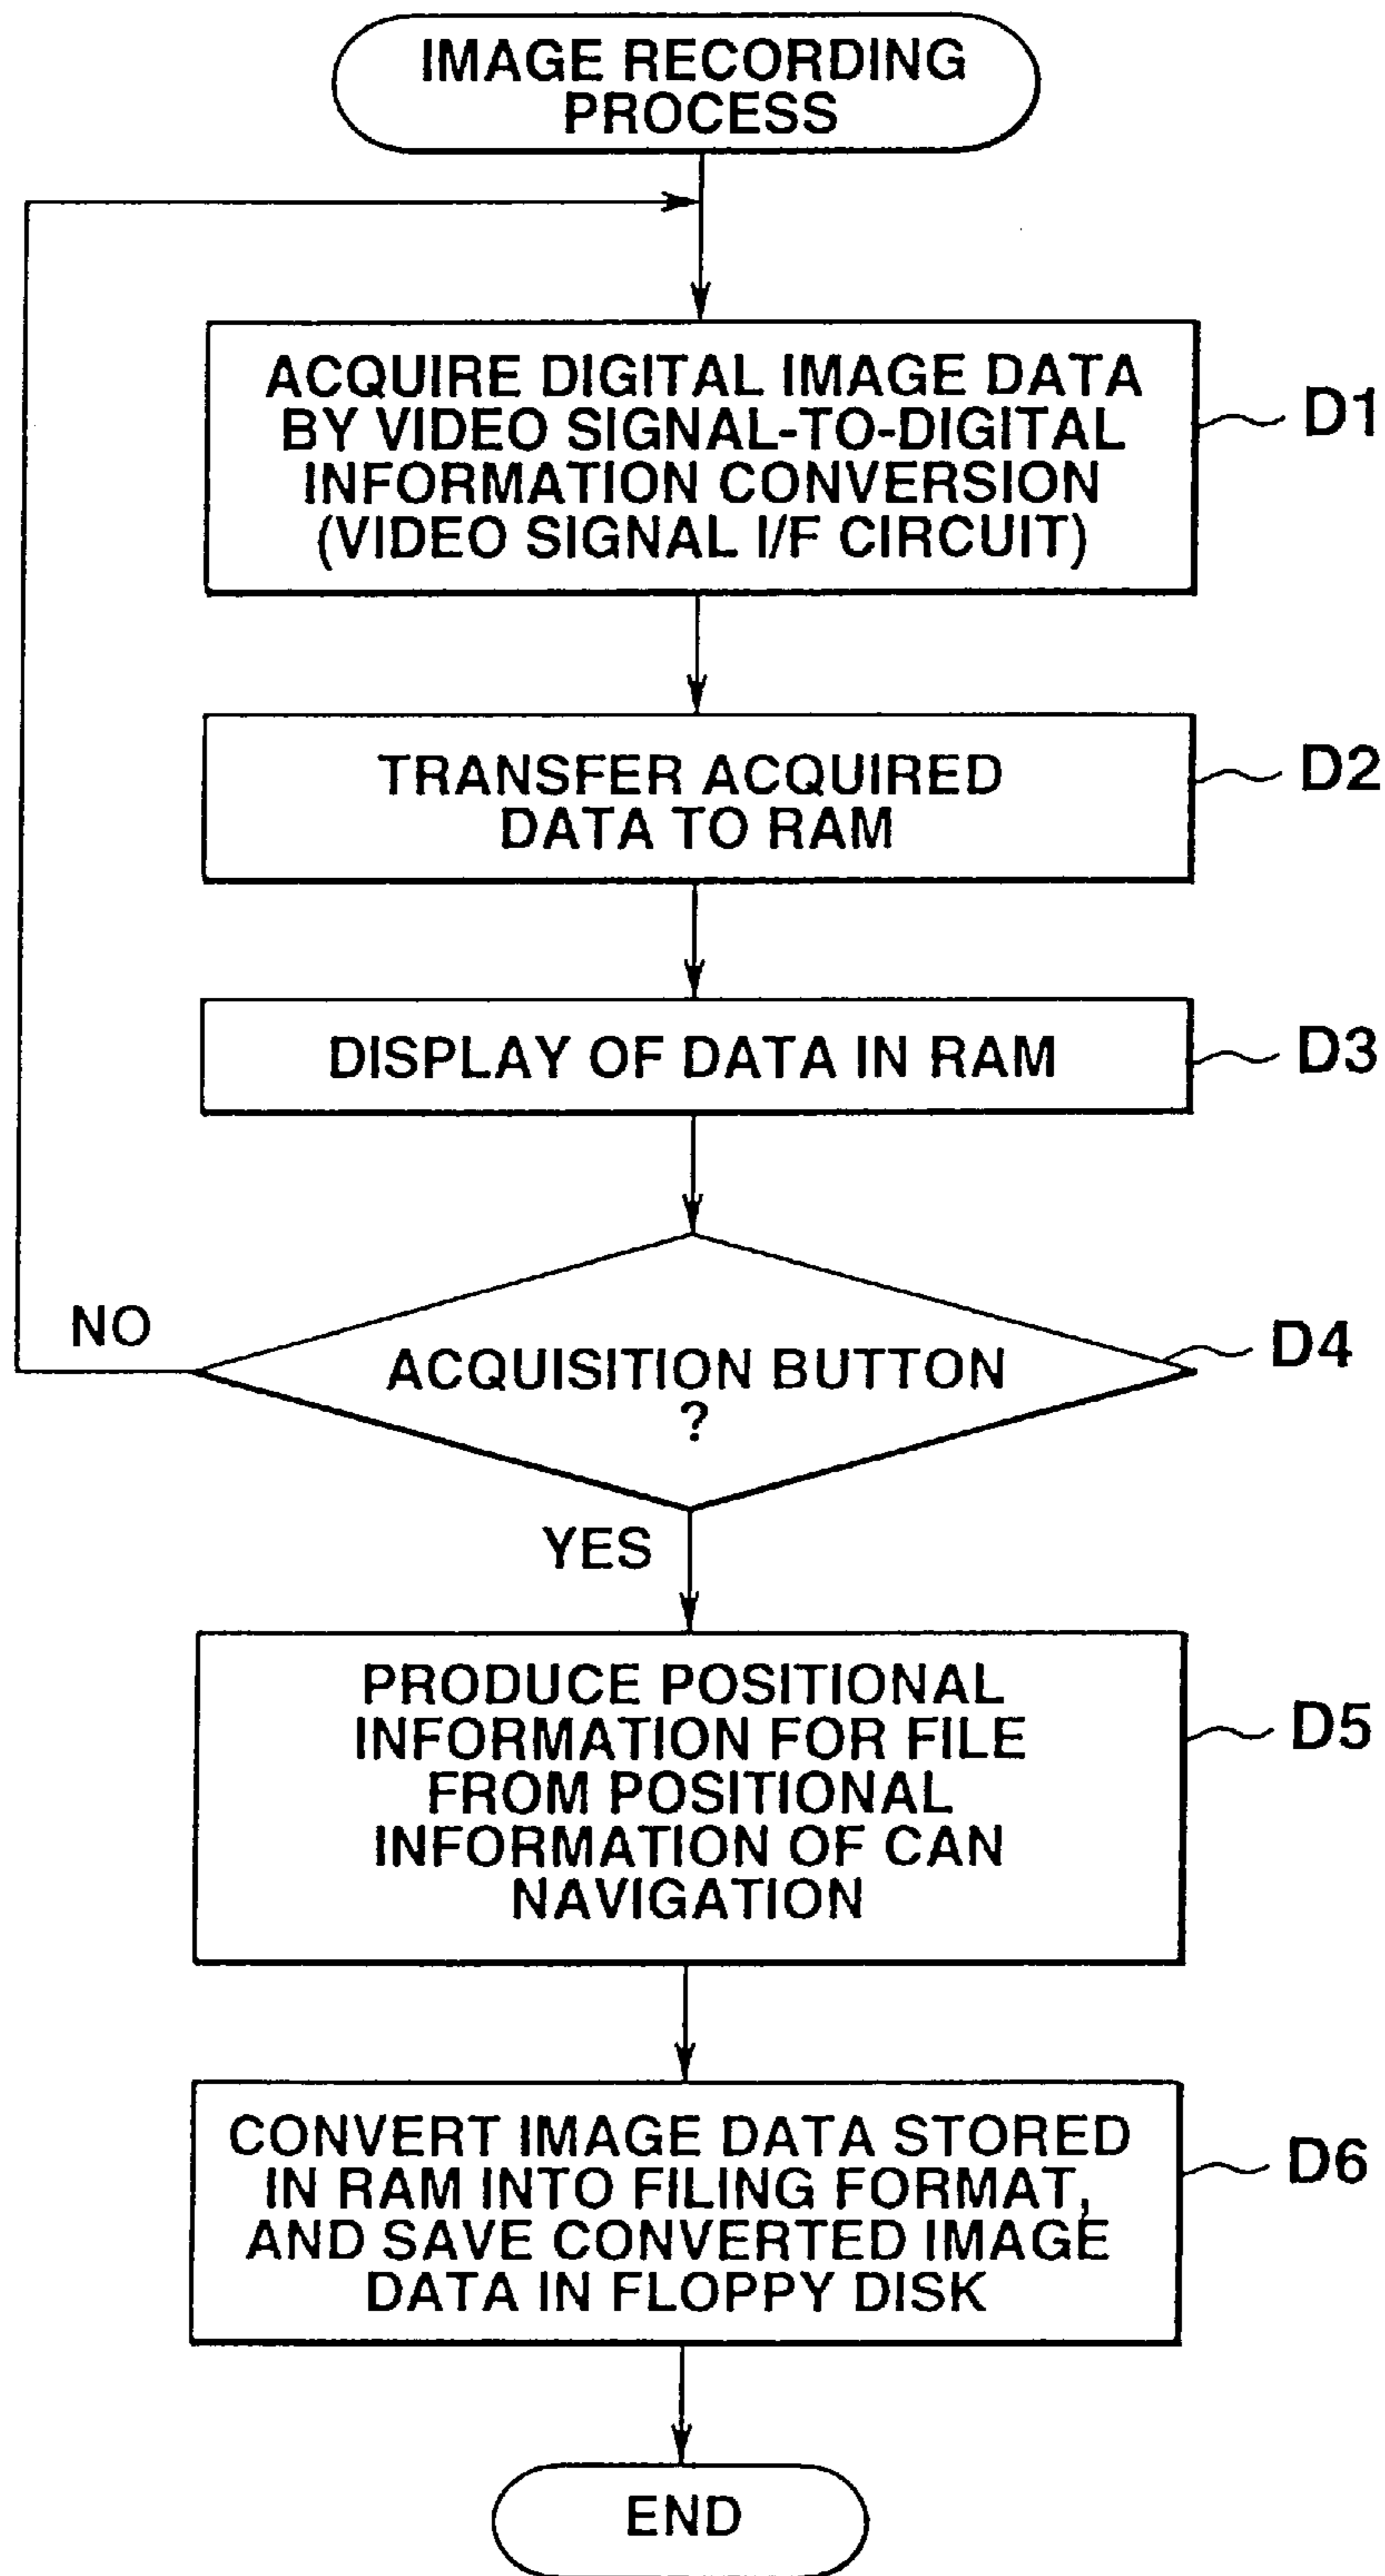 IMAGE RECORDING
PROCESS
ACQUIRE DIGITAL IMAGE DATA
BY VIDEO SIGNAL-TO-DIGITAL
INFORMATION CONVERSION
(VIDEO SIGNAL I/F CIRCUIT)
D1
TRANSFER ACQUIRED
DATA TO RAM
D2
DISPLAY OF DATA IN RAM
D3
NO
ACQUISITION BUTTON
?
D4
YES
PRODUCE POSITIONAL
INFORMATION FOR FILE
FROM POSITIONAL
INFORMATION OF CAN
NAVIGATION
D5
CONVERT IMAGE DATA STORED
IN RAM INTO FILING FORMAT,
AND SAVE CONVERTED IMAGE
DATA IN FLOPPY DISK
D6
END